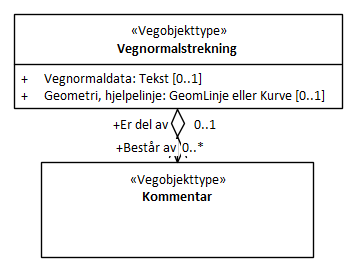 «Vegobjekttype»
Vegnormalstrekning
+ Vegnormaldata: Tekst [0..1]
+ Geometri, hjelpelinje: GeomLinje eller Kurve [0..1]
+Er del av 0..1
+Består av 0..*
«Vegobjekttype»
Kommentar